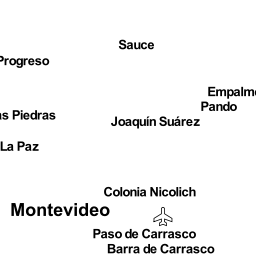 Sauce
Progreso
Empalme
Pando
as Piedras
Joaquín Suárez
La Paz
Colonia Nicolich
Montevideo
Paso de Carrasco
Barra de Carrasco